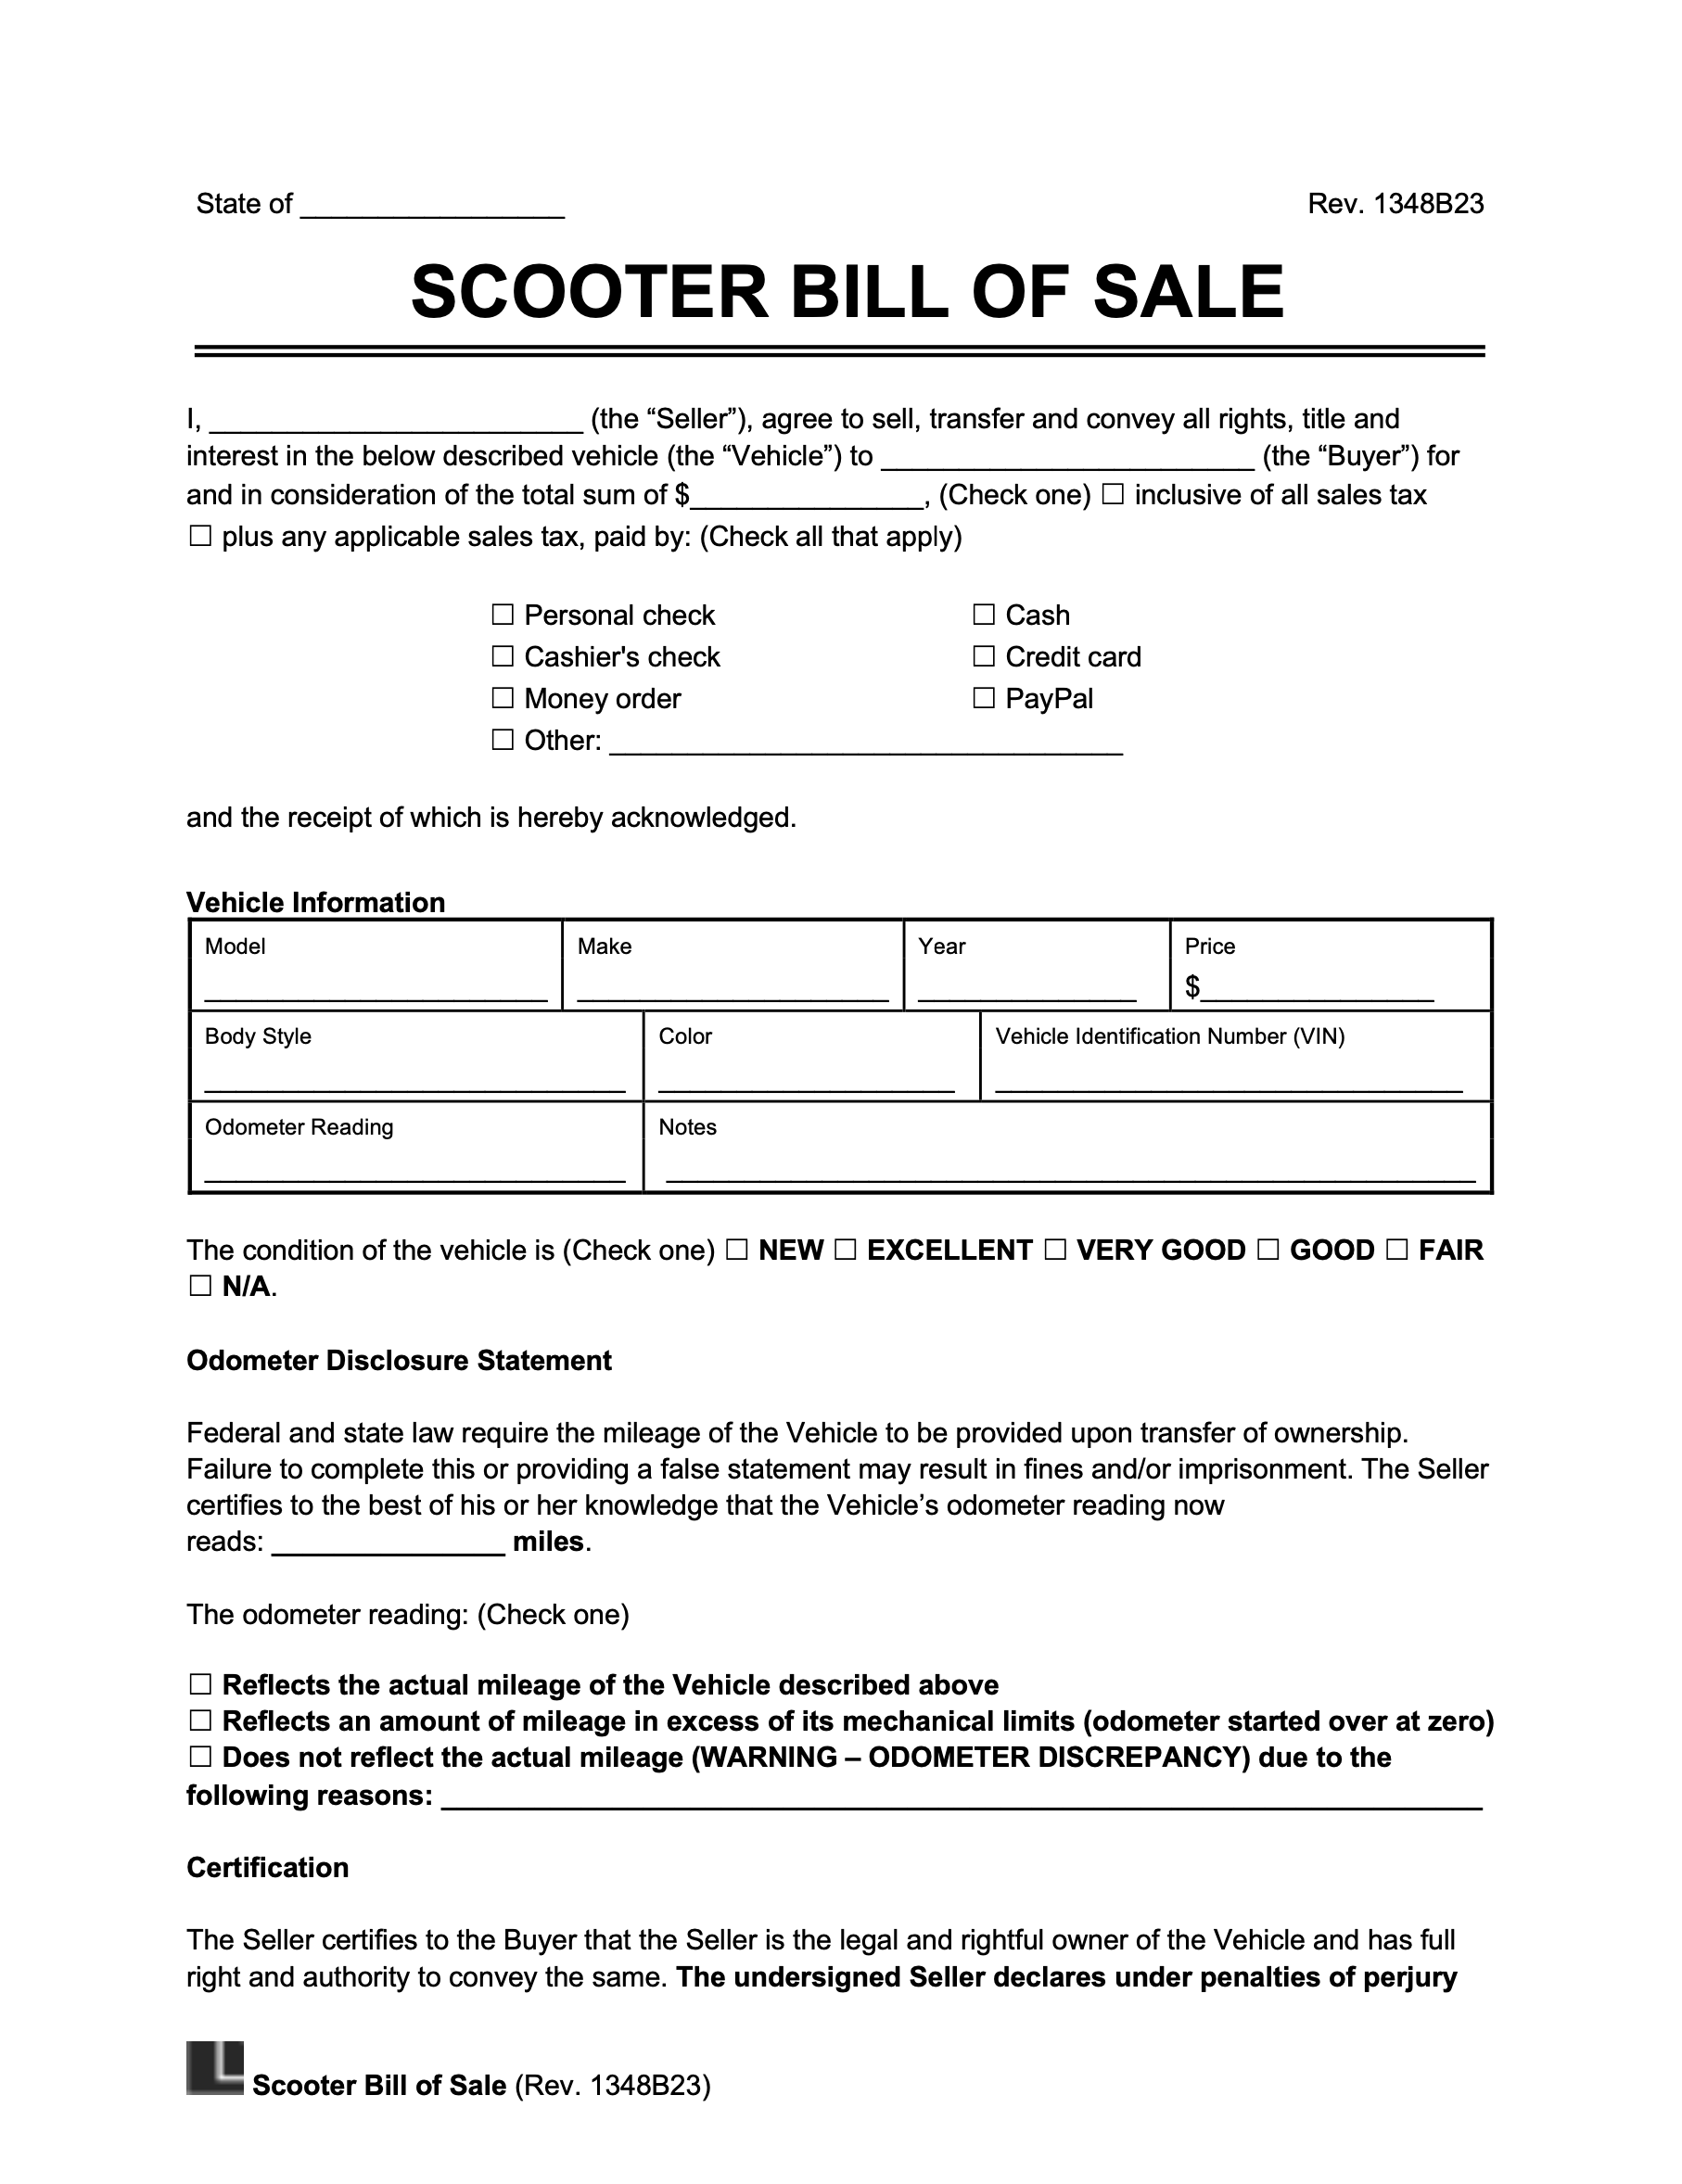 State of _________________ Rev. 1348B23
SCOOTER BILL OF SALE
I, ________________________ (the “Seller”), agree to sell, transfer and convey all rights, title and
interest in the below described vehicle (the “Vehicle”) to ________________________ (the “Buyer”) for
and in consideration of the total sum of $_______________, (Check one) ☐ inclusive of all sales tax
☐ plus any applicable sales tax, paid by: (Check all that apply)
☐ Personal check ☐ Cash
☐ Cashier's check ☐ Credit card
☐ Money order ☐ PayPal
☐ Other: _________________________________
and the receipt of which is hereby acknowledged.
Vehicle Information
Model Make Year Price
______________________ ____________________ ______________ $_______________
Body Style Color Vehicle Identification Number (VIN)
___________________________ ___________________ ______________________________
Odometer Reading Notes
___________________________ ____________________________________________________
The condition of the vehicle is (Check one) ☐ NEW ☐ EXCELLENT ☐ VERY GOOD ☐ GOOD ☐ FAIR
☐ N/A.
Odometer Disclosure Statement
Federal and state law require the mileage of the Vehicle to be provided upon transfer of ownership.
Failure to complete this or providing a false statement may result in fines and/or imprisonment. The Seller
certifies to the best of his or her knowledge that the Vehicle’s odometer reading now
reads: _______________ miles.
The odometer reading: (Check one)
☐ Reflects the actual mileage of the Vehicle described above
☐ Reflects an amount of mileage in excess of its mechanical limits (odometer started over at zero)
☐ Does not reflect the actual mileage (WARNING – ODOMETER DISCREPANCY) due to the
following reasons: ___________________________________________________________________
Certification
The Seller certifies to the Buyer that the Seller is the legal and rightful owner of the Vehicle and has full
right and authority to convey the same. The undersigned Seller declares under penalties of perjury
Scooter Bill of Sale (Rev. 1348B23)